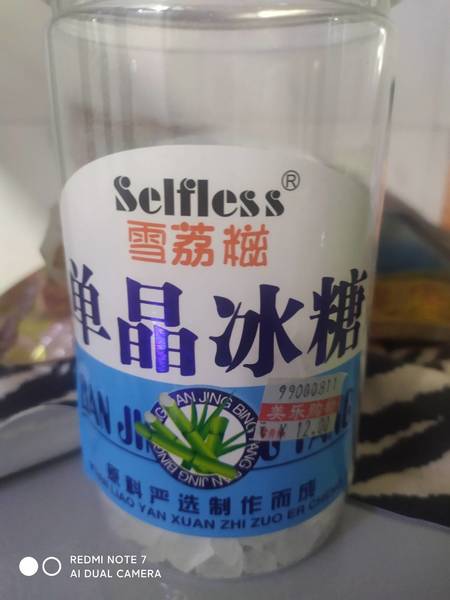 Selfless®
雪荔糍
单晶冰糖
99000811
¥ 12.00
DAN JING BING TANG
原料严选制作而成
YUAN LIAO YAN XUAN ZHI ZUO ER CHENG
REDMI NOTE 7
AI DUAL CAMERA